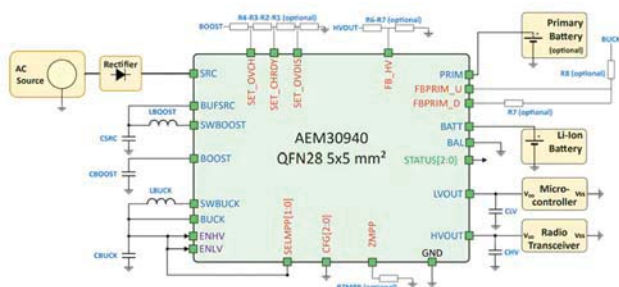 BOOST
R4-R3-R2-R1 (optional)
HVOUT
R6-R7 (optional)
Primary
Battery
(optional)
BUCK
AC
Source
Rectifier
SRC
SET_OVCH
SET_CHRDY
SET_OVDIS
FB_HV
PRIM
FBPRIM_U
FBPRIM_D
R8 (optional)
R7 (optional)
BUFSRC
LBOOST
SWBOOST
CSRC
AEM30940
QFN28 5x5 mm²
BATT
BAL
STATUS[2:0]
Li-Ion
Battery
BOOST
CBOOST
LBUCK
SWBUCK
BUCK
ENHV
ENLV
CBUCK
SELMPP[1:0]
CFG[2:0]
ZMPP
GND
LVOUT
HVOUT
CLV
CHV
Micro-
controller
Radio
Transceiver